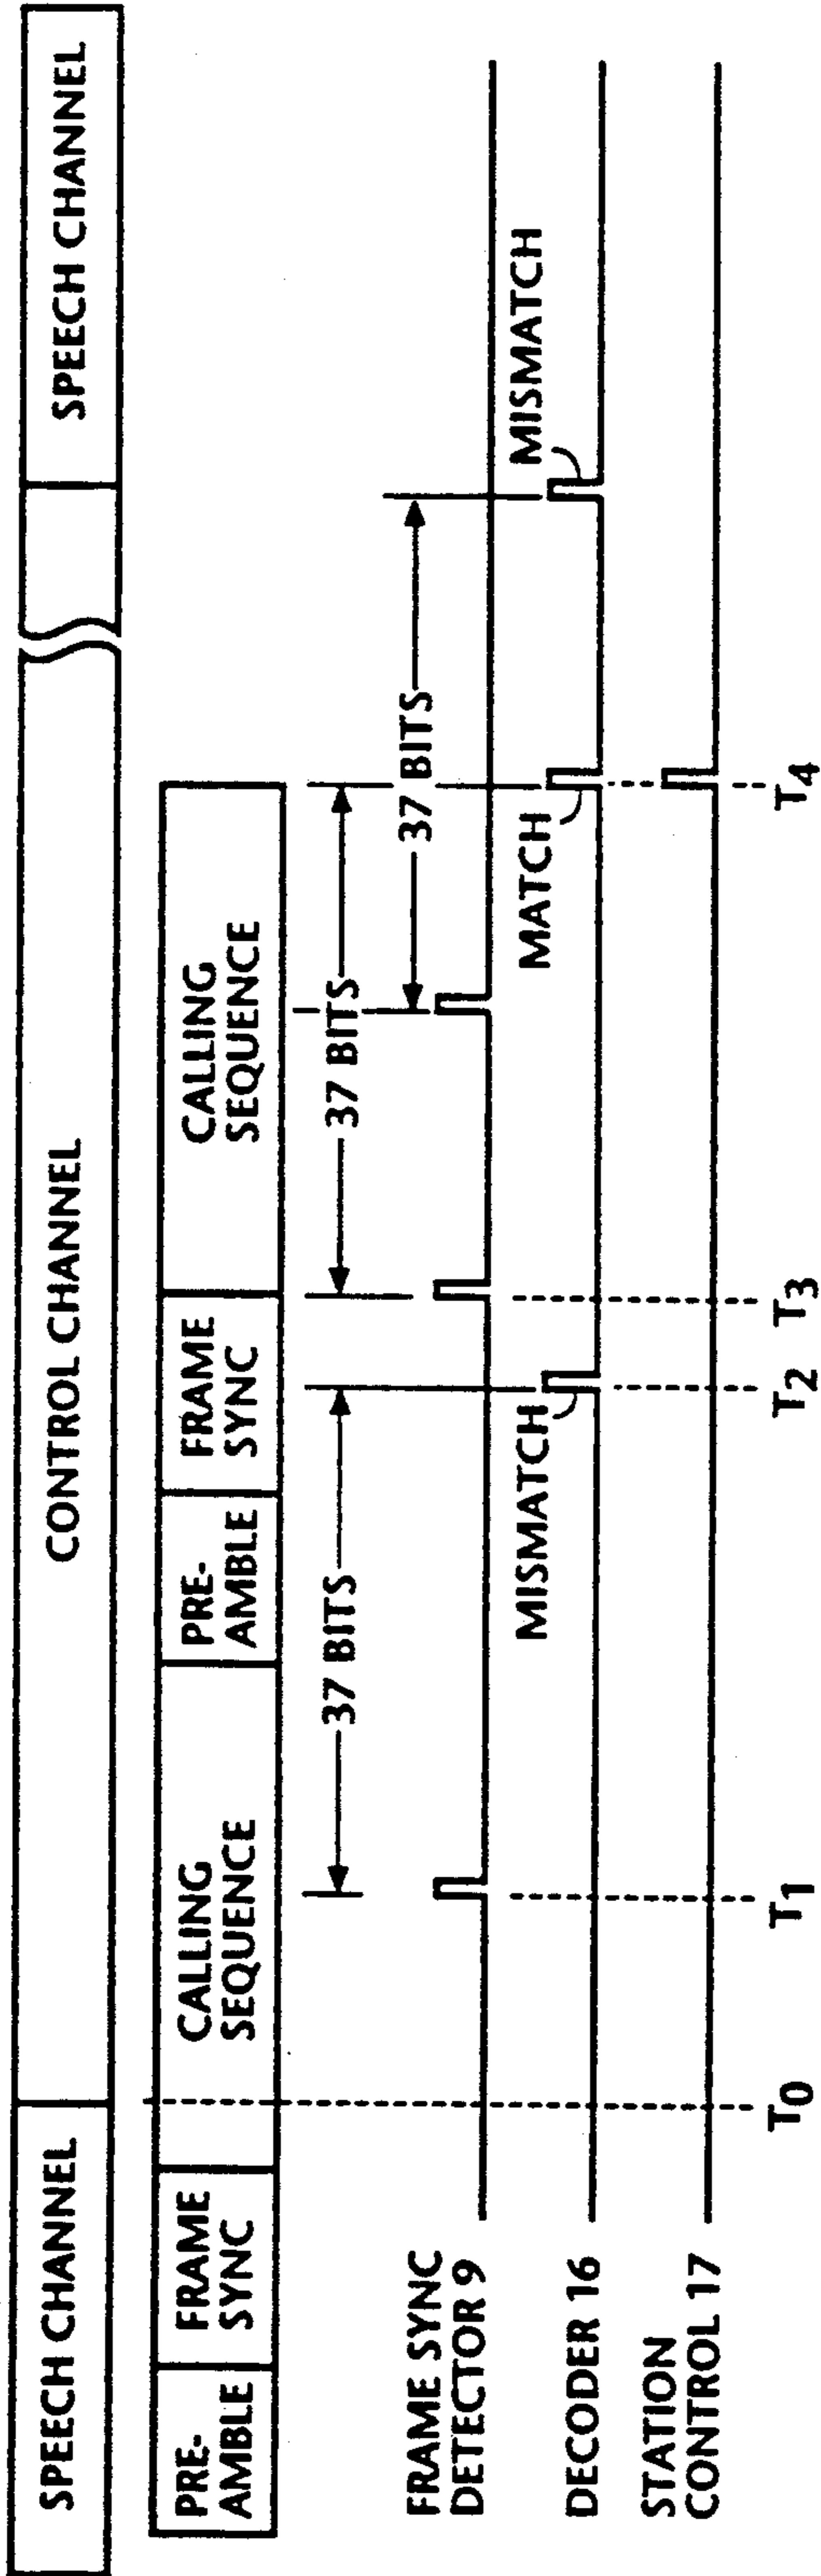 SPEECH CHANNEL
CONTROL CHANNEL
SPEECH CHANNEL
PRE-
AMBLE
FRAME
SYNC
CALLING
SEQUENCE
PRE-
AMBLE
FRAME
SYNC
CALLING
SEQUENCE
37 BITS
37 BITS
37 BITS
FRAME SYNC
DETECTOR 9
DECODER 16
MISMATCH
MATCH
MISMATCH
STATION
CONTROL 17
T0
T1
T2
T3
T4